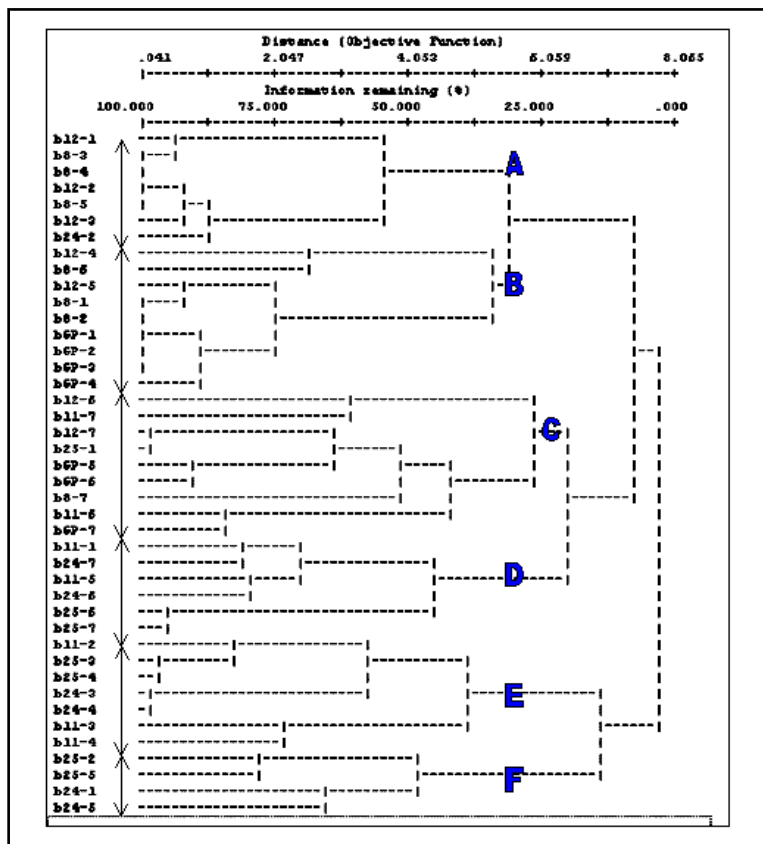 Distance (Objective Function)
.041 2.047 4.053 6.059 8.065
Information remaining (%)
100.000 75.000 50.000 25.000 .000
b12-1
b8-3
b8-4 A
b12-2
b8-5
b12-3
b24-2
b12-4
b8-6
b12-5 B
b8-1
b8-2
b6P-1
b6P-2
b6P-3
b6P-4
b12-6
b11-7
b12-7 C
b25-1
b6P-5
b6P-6
b8-7
b11-6
b6P-7
b11-1
b24-7
b11-5 D
b24-6
b25-6
b25-7
b11-2
b25-3
b25-4
b24-3 E
b24-4
b11-3
b11-4
b25-2
b25-5 F
b24-1
b24-5